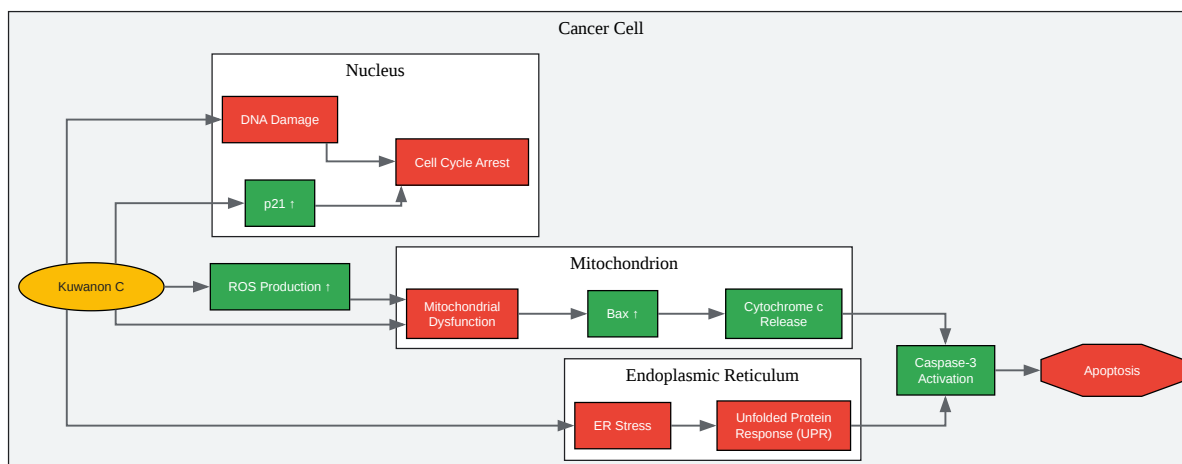 Cancer Cell
Nucleus
DNA Damage
Cell Cycle Arrest
p21 ↑
Kuwanon C
ROS Production ↑
Mitochondrion
Mitochondrial
Dysfunction
Bax ↑
Cytochrome c
Release
Caspase-3
Activation
Apoptosis
Endoplasmic Reticulum
ER Stress
Unfolded Protein
Response (UPR)